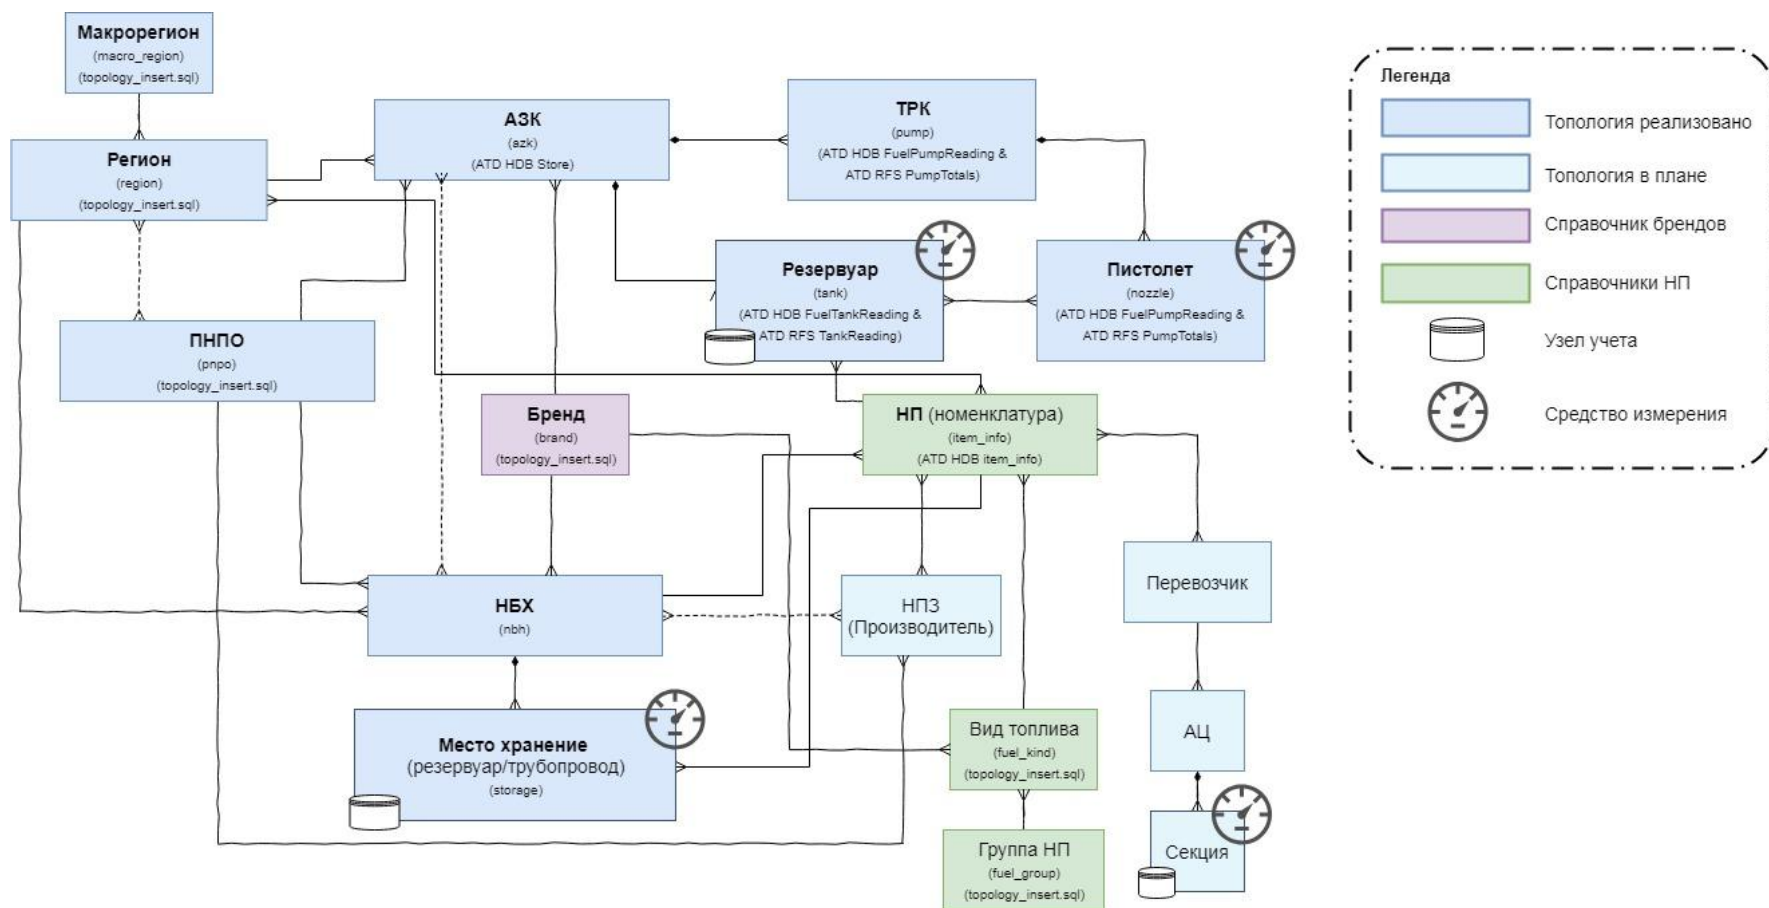 Макрорегион
(macro_region)
(topology_insert.sql)
Регион
(region)
(topology_insert.sql)
АЗК
(azk)
(ATD HDB Store)
ТРК
(pump)
(ATD HDB FuelPumpReading &
ATD RFS PumpTotals)
Резервуар
(tank)
(ATD HDB FuelTankReading &
ATD RFS TankReading)
Пистолет
(nozzle)
(ATD HDB FuelPumpReading &
ATD RFS PumpTotals)
ПНПО
(pnpo)
(topology_insert.sql)
Бренд
(brand)
(topology_insert.sql)
НП (номенклатура)
(item_info)
(ATD HDB item_info)
НБХ
(nbh)
НПЗ
(Производитель)
Перевозчик
Место хранение
(резервуар/трубопровод)
(storage)
Вид топлива
(fuel_kind)
(topology_insert.sql)
АЦ
Группа НП
(fuel_group)
(topology_insert.sql)
Секция
Легенда
Топология реализовано
Топология в плане
Справочник брендов
Справочники НП
Узел учета
Средство измерения